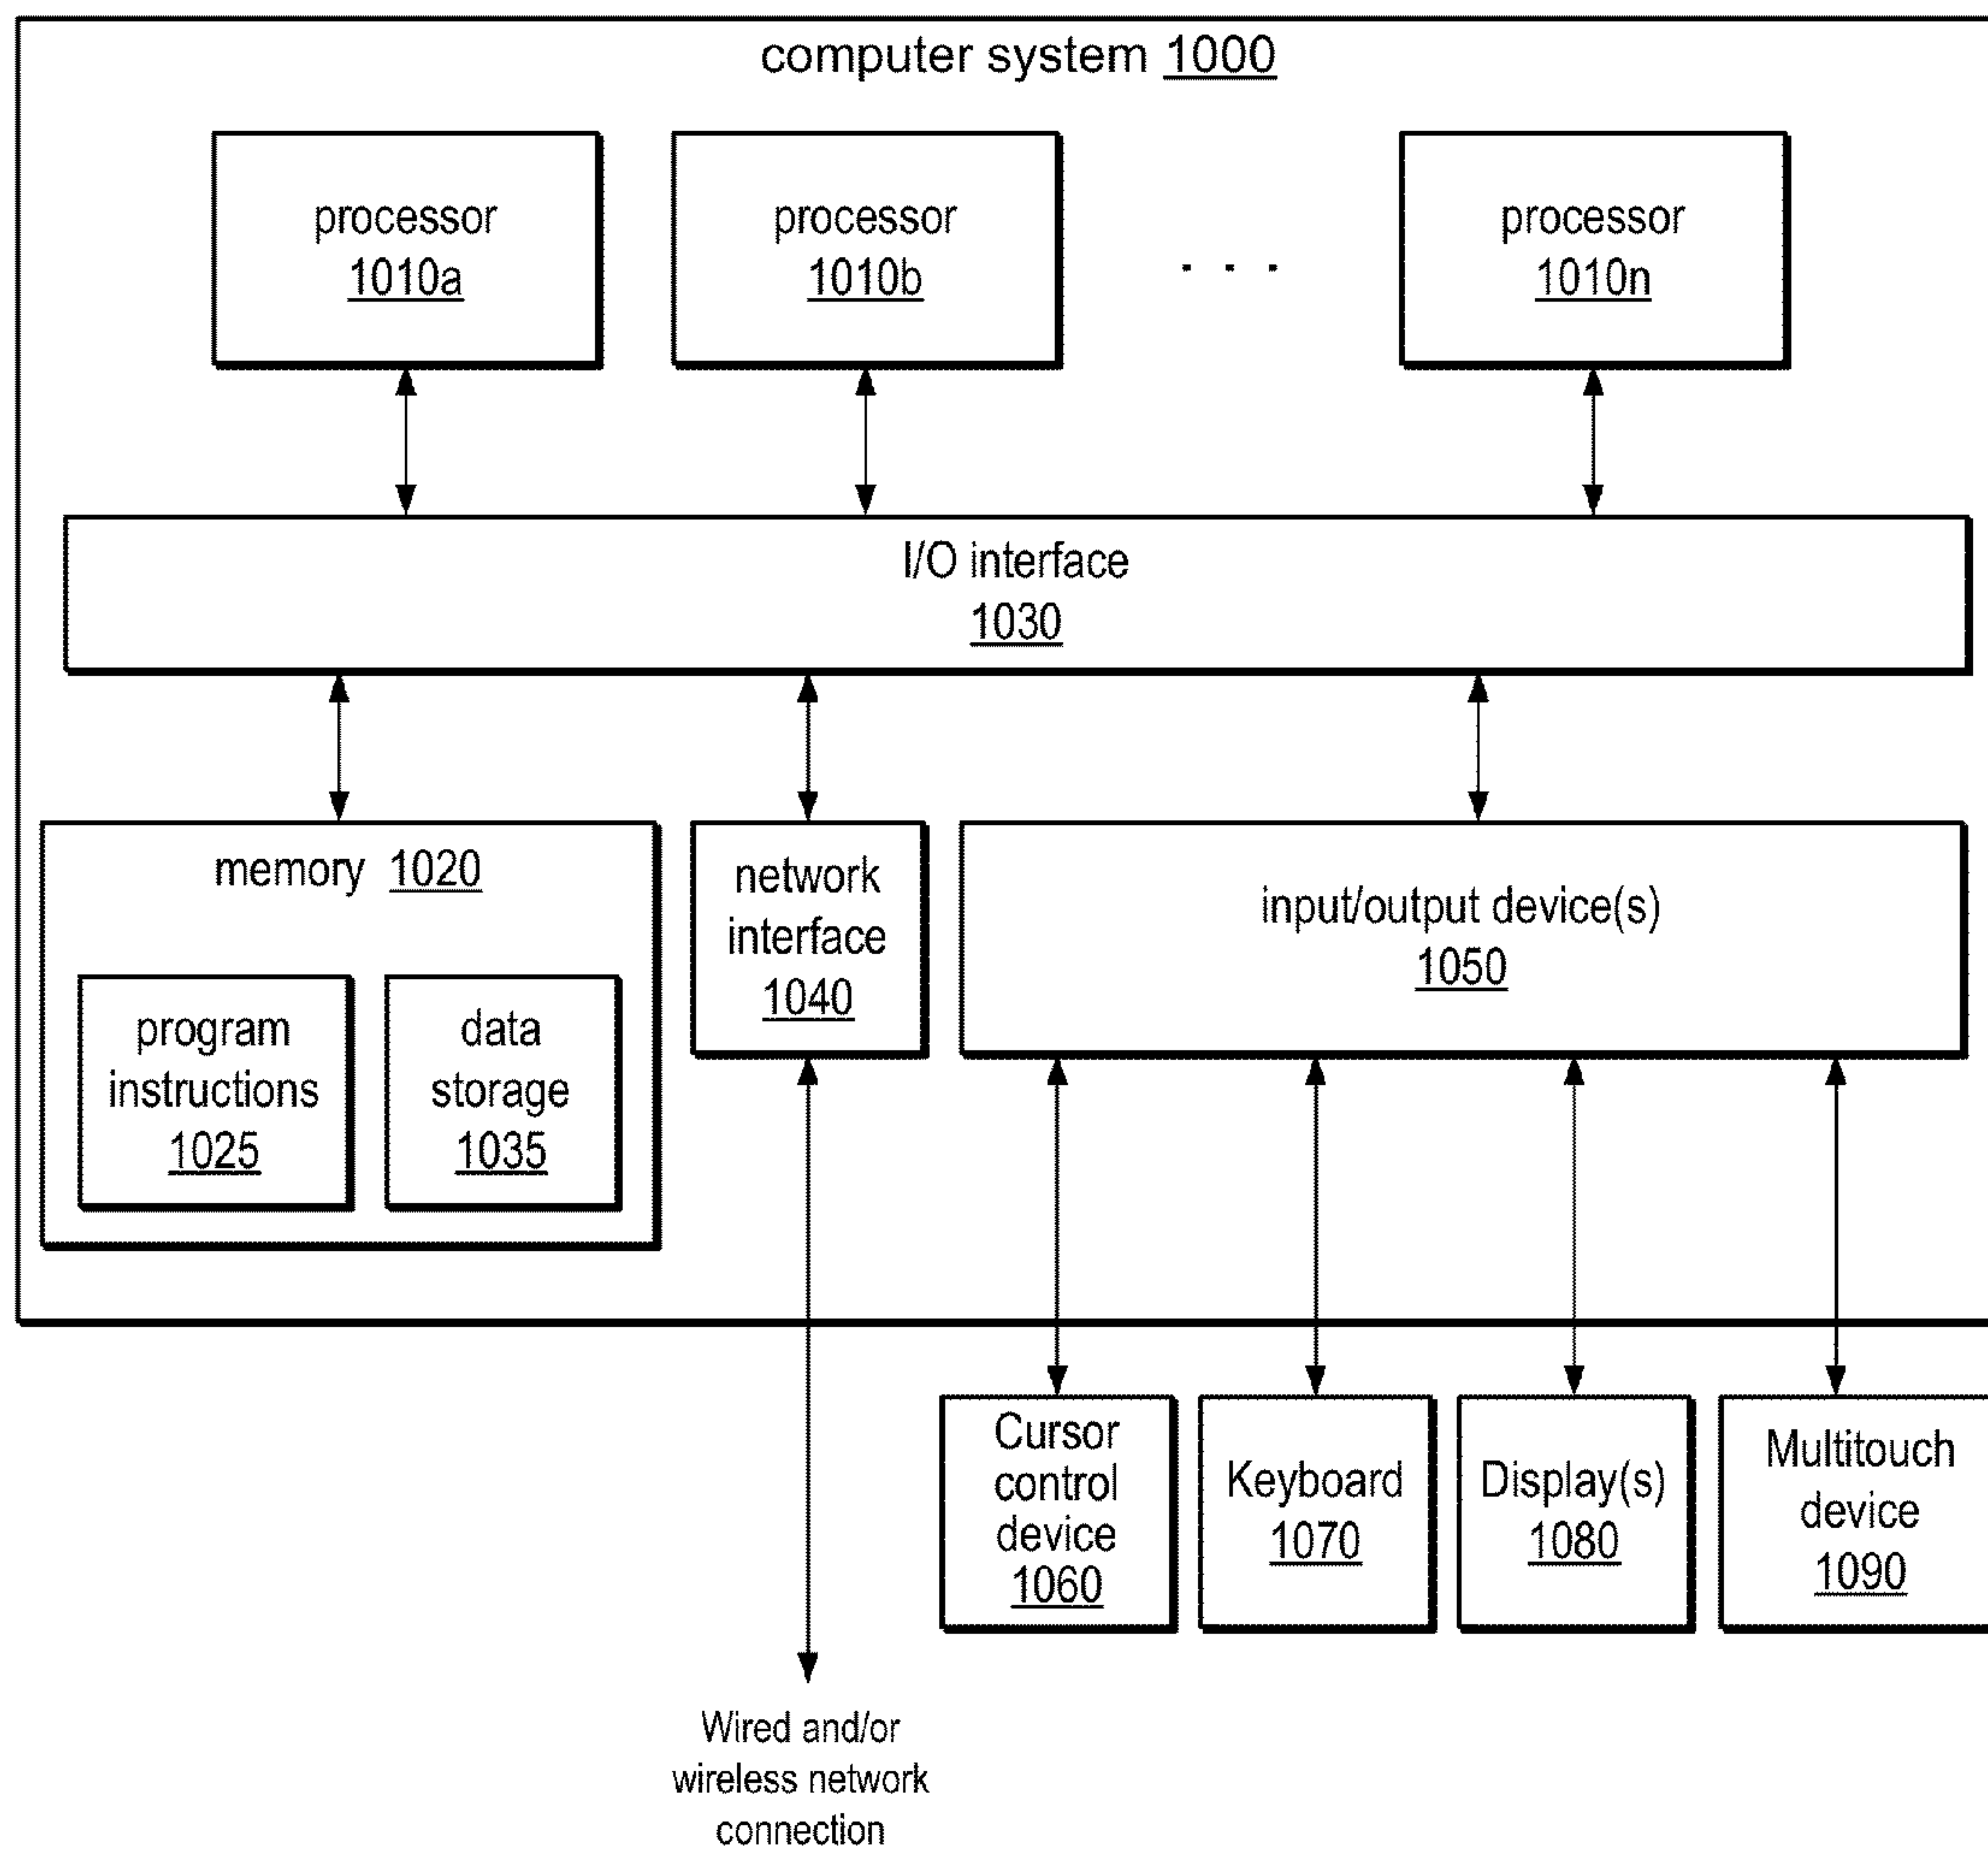 computer system 1000
processor
1010a
processor
1010b
. . .
processor
1010n
I/O interface
1030
memory 1020
program
instructions
1025
data
storage
1035
network
interface
1040
input/output device(s)
1050
Cursor
control
device
1060
Keyboard
1070
Display(s)
1080
Multitouch
device
1090
Wired and/or
wireless network
connection